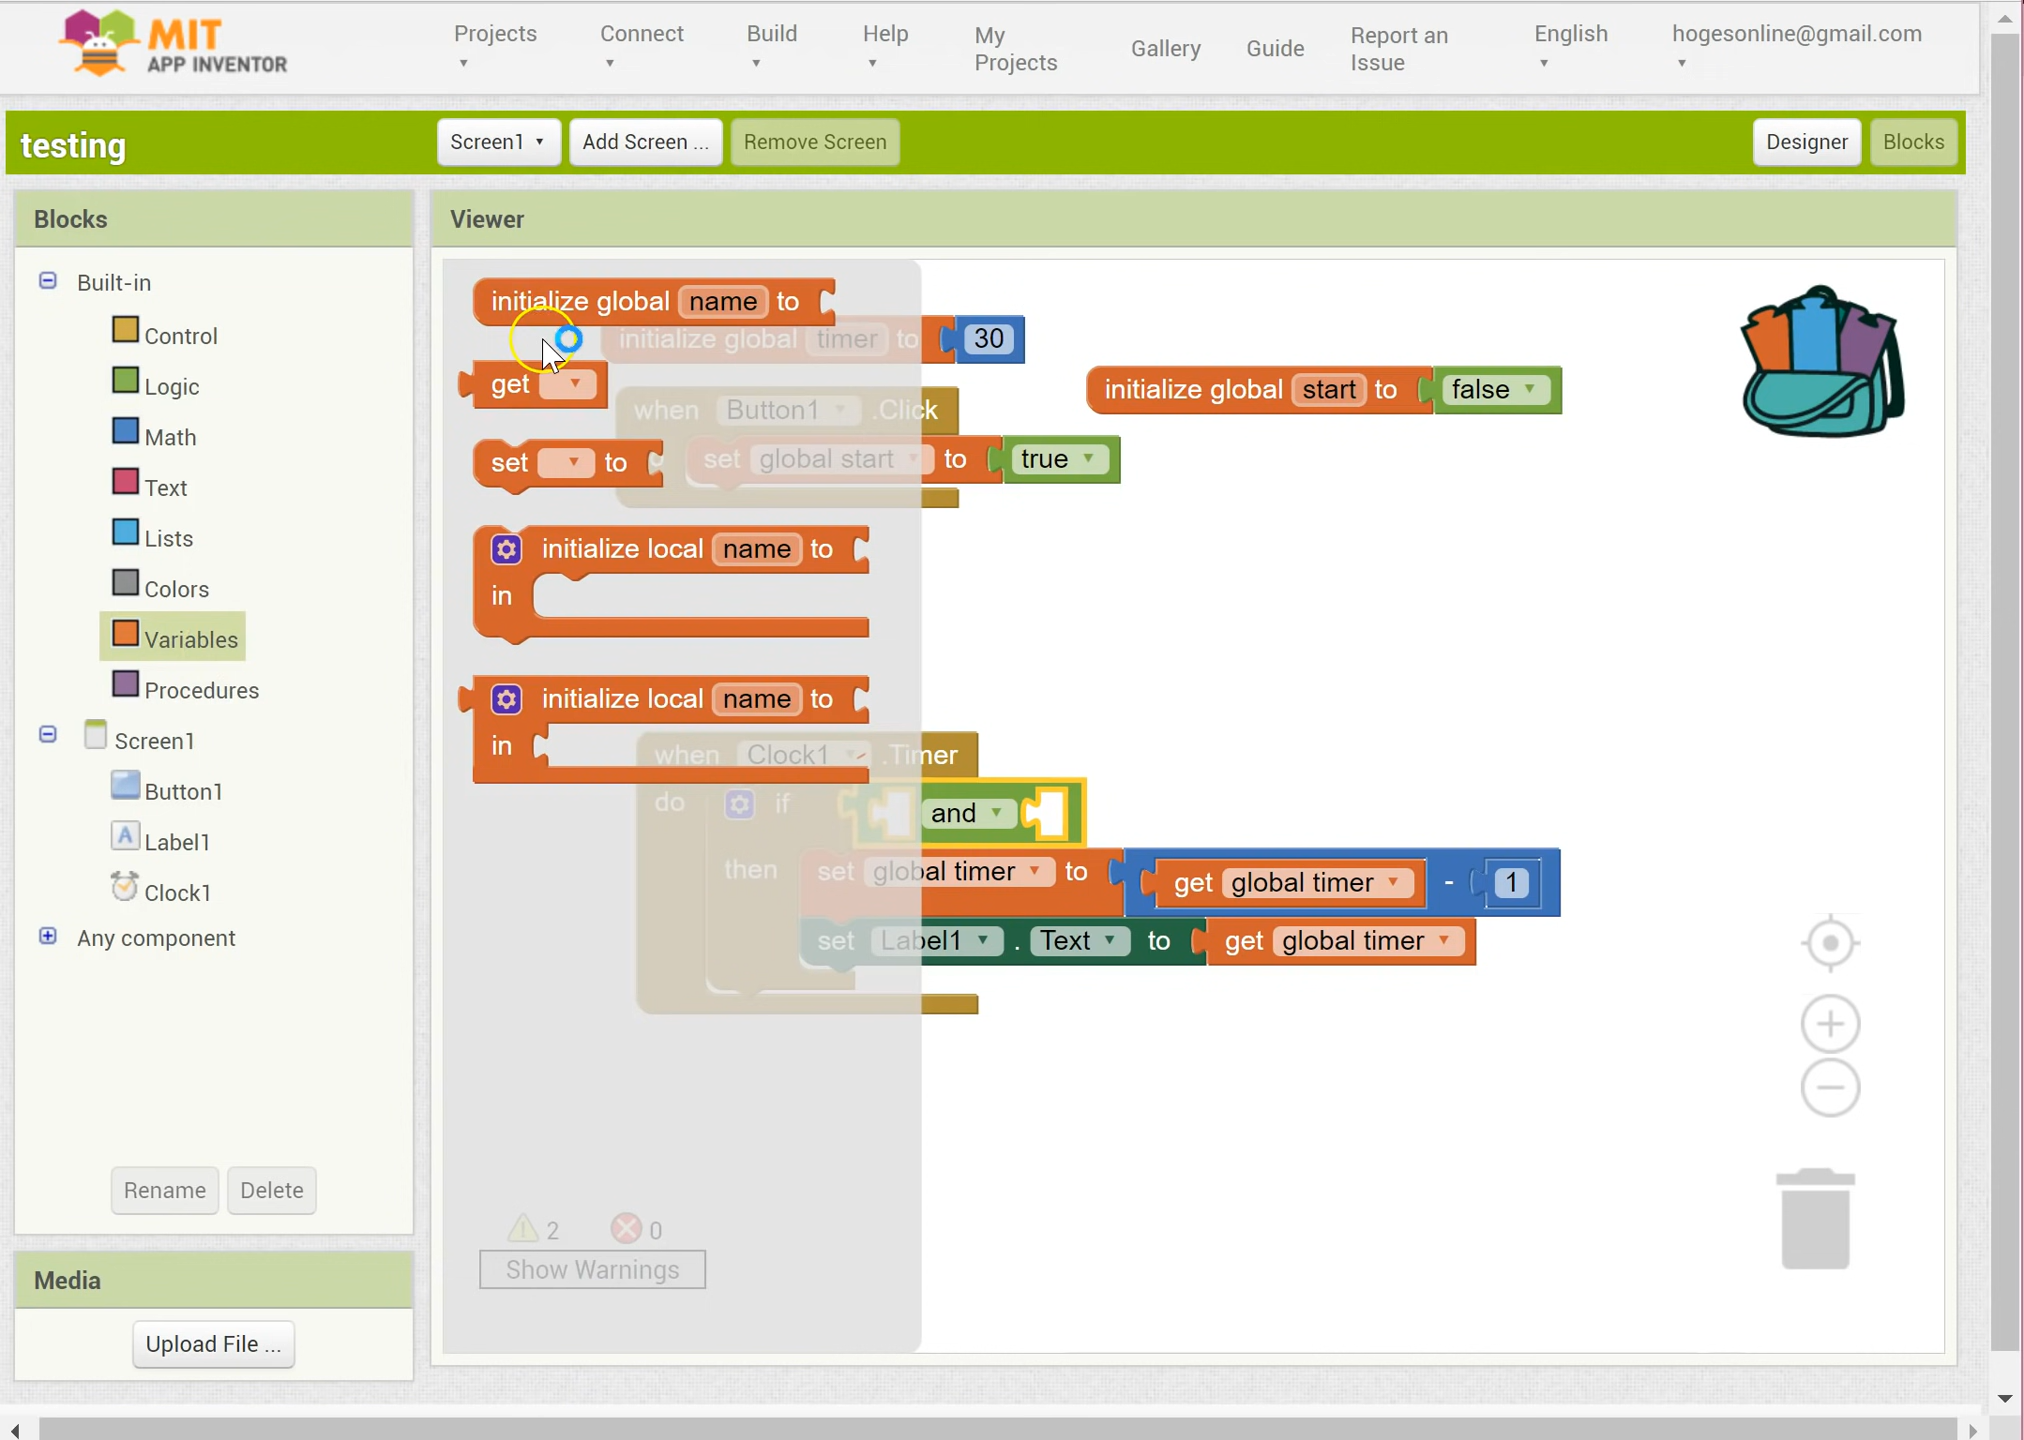 MIT
APP INVENTOR
Projects
Connect
Build
Help
My
Projects
Gallery
Guide
Report an
Issue
English
hogesonline@gmail.com
testing
Screen1
Add Screen ...
Remove Screen
Designer
Blocks
Blocks
Built-in
Control
Logic
Math
Text
Lists
Colors
Variables
Procedures
Screen1
Button1
Label1
Clock1
Any component
Rename
Delete
Media
Upload File ...
Viewer
initialize global name to
initialize global timer to 30
get
initialize global start to false
when Button1 .Click
set to
set global start to true
initialize local name to
in
initialize local name to
in
when Clock1 .Timer
do if and
then set global timer to get global timer - 1
set Label1 . Text to get global timer
2 0
Show Warnings